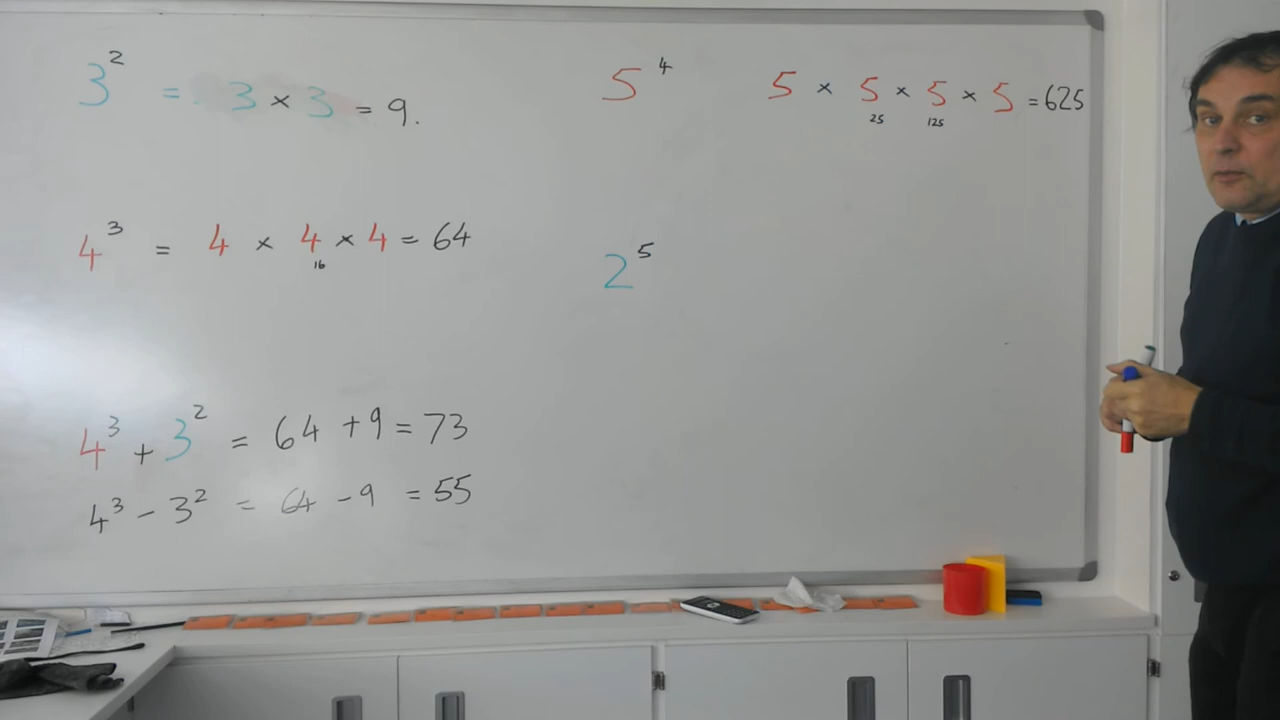 3² = 3 × 3 = 9.
4³ = 4 × 4 × 4 = 64
16
4³ + 3² = 64 + 9 = 73
4³ - 3² = 64 - 9 = 55
5⁴ 5 × 5 × 5 × 5 = 625
25 125
2⁵